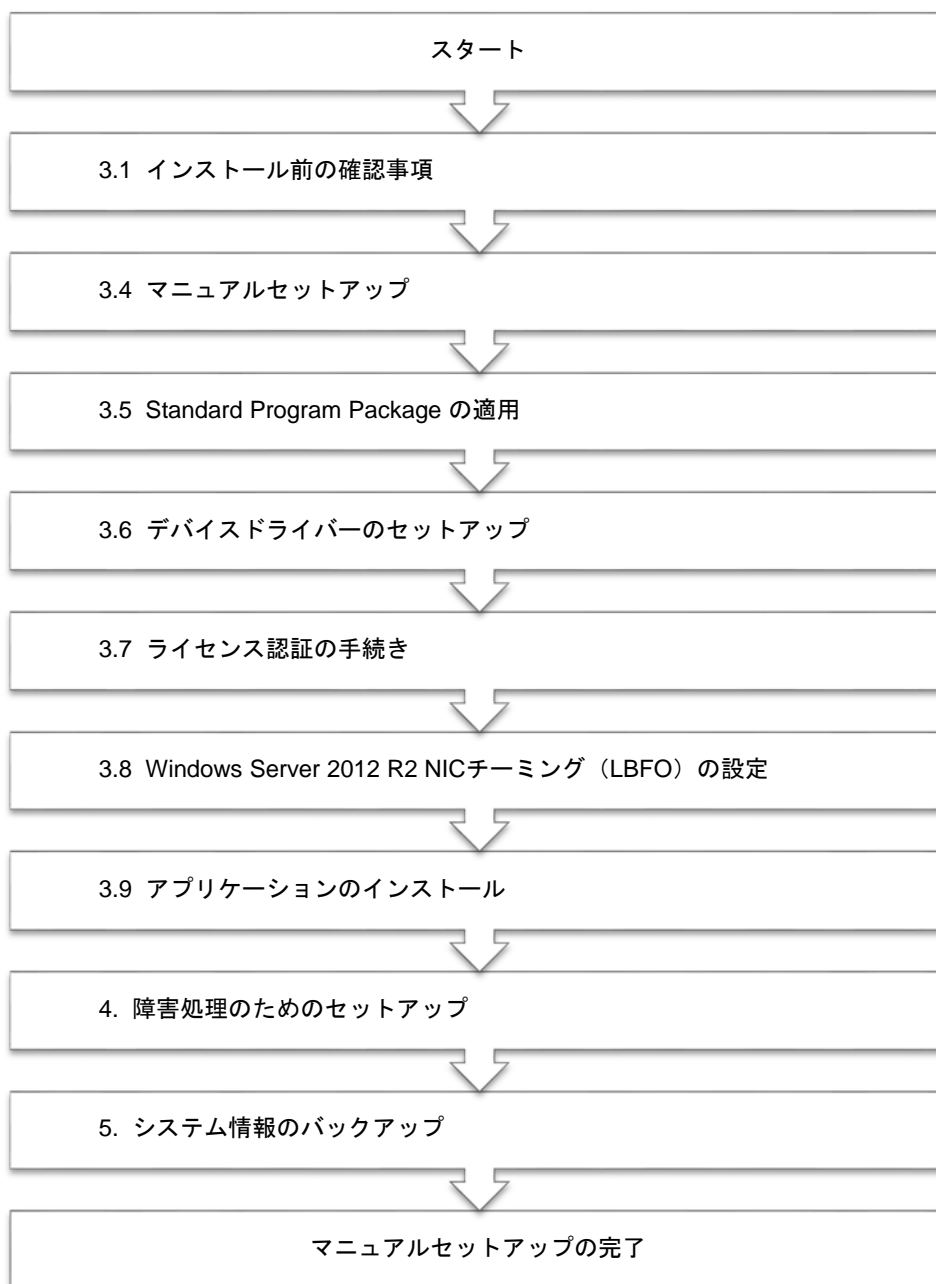 スタート
3.1 インストール前の確認事項
3.4 マニュアルセットアップ
3.5 Standard Program Package の適用
3.6 デバイスドライバーのセットアップ
3.7 ライセンス認証の手続き
3.8 Windows Server 2012 R2 NICチーミング（LBFO）の設定
3.9 アプリケーションのインストール
4. 障害処理のためのセットアップ
5. システム情報のバックアップ
マニュアルセットアップの完了